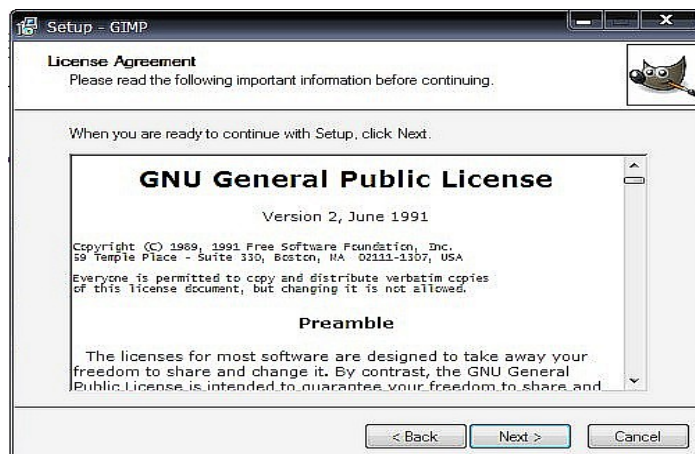 Setup - GIMP
License Agreement
Please read the following important information before continuing.
When you are ready to continue with Setup, click Next.
GNU General Public License
Version 2, June 1991
Copyright (C) 1989, 1991 Free Software Foundation, Inc.
59 Temple Place - Suite 330, Boston, MA 02111-1307, USA
Everyone is permitted to copy and distribute verbatim copies
of this license document, but changing it is not allowed.
Preamble
The licenses for most software are designed to take away your
freedom to share and change it. By contrast, the GNU General
Public License is intended to guarantee your freedom to share and
< Back Next > Cancel